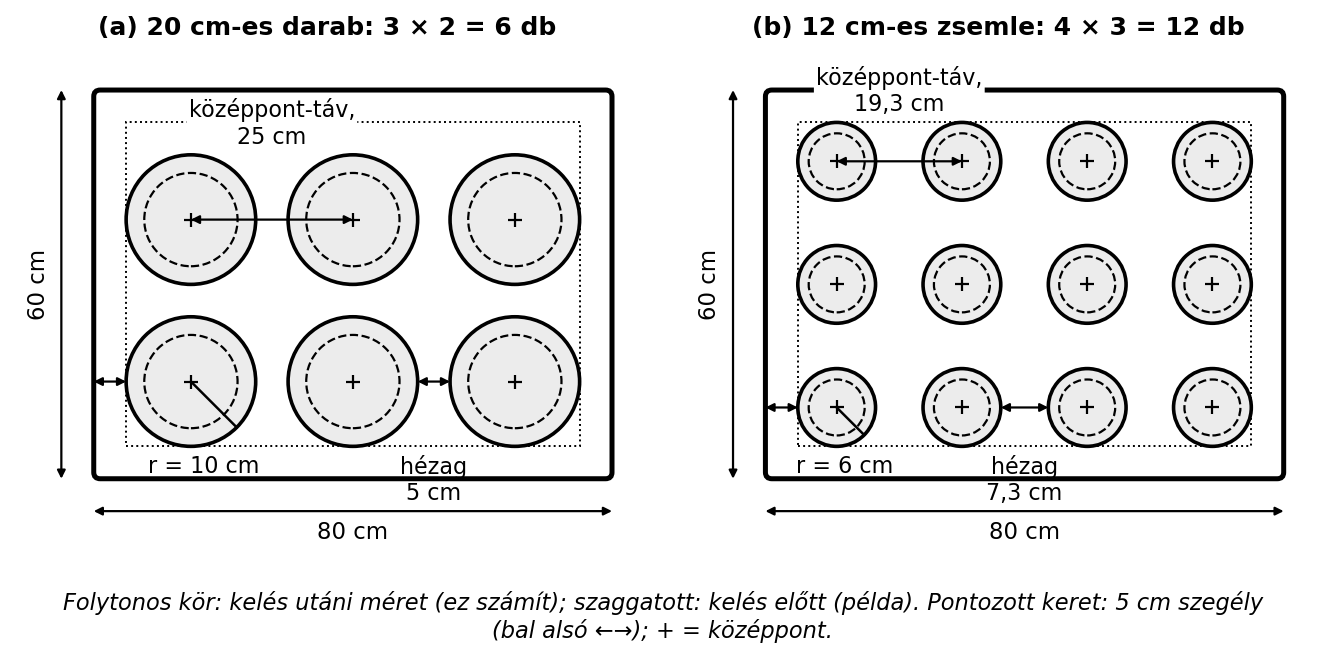 (a) 20 cm-es darab: 3 × 2 = 6 db
középpont-táv,
25 cm
60 cm
r = 10 cm
hézag
5 cm
80 cm
(b) 12 cm-es zsemle: 4 × 3 = 12 db
középpont-táv,
19,3 cm
60 cm
r = 6 cm
hézag
7,3 cm
80 cm
Folytonos kör: kelés utáni méret (ez számít); szaggatott: kelés előtt (példa). Pontozott keret: 5 cm szegély
(bal alsó ←→); + = középpont.